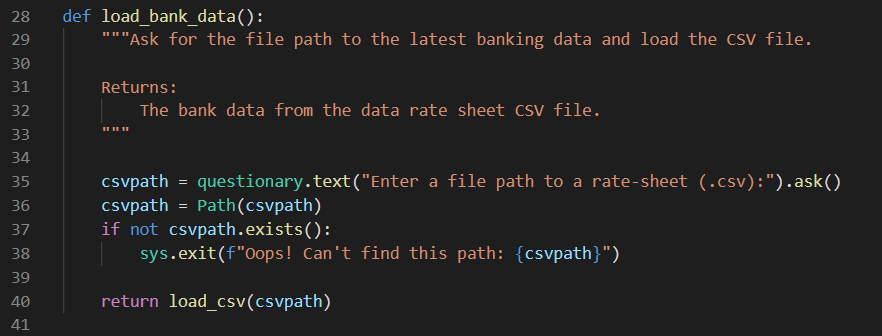 28 def load_bank_data():
29     """Ask for the file path to the latest banking data and load the CSV file.
30
31     Returns:
32         The bank data from the data rate sheet CSV file.
33     """
34
35     csvpath = questionary.text("Enter a file path to a rate-sheet (.csv):").ask()
36     csvpath = Path(csvpath)
37     if not csvpath.exists():
38         sys.exit(f"Oops! Can't find this path: {csvpath}")
39
40     return load_csv(csvpath)
41